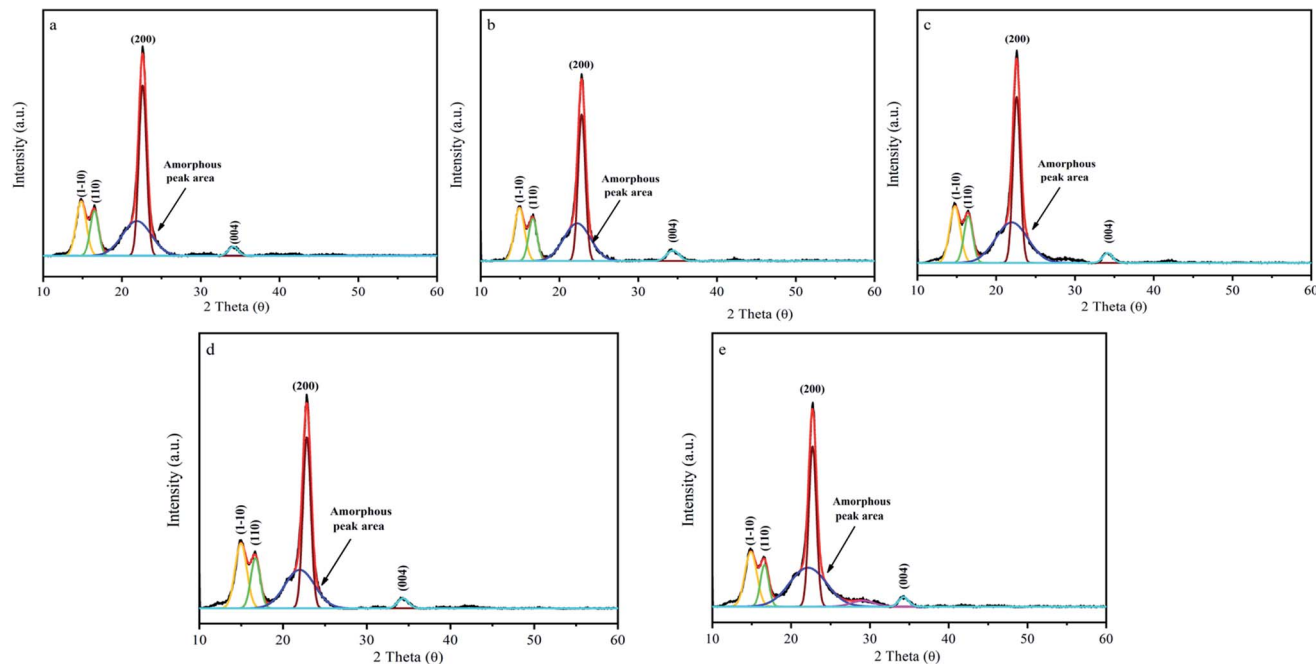 a
(200)
Amorphous
peak area
(1-10)
(110)
(004)
Intensity (a.u.)
10 20 30 40 50 60
2 Theta (θ)
b
(200)
Amorphous
peak area
(1-10)
(110)
(004)
Intensity (a.u.)
10 20 30 40 50 60
2 Theta (θ)
c
(200)
Amorphous
peak area
(1-10)
(110)
(004)
Intensity (a.u.)
10 20 30 40 50 60
2 Theta (θ)
d
(200)
Amorphous
peak area
(1-10)
(110)
(004)
Intensity (a.u.)
10 20 30 40 50 60
2 Theta (θ)
e
(200)
Amorphous
peak area
(1-10)
(110)
(004)
Intensity (a.u.)
10 20 30 40 50 60
2 Theta (θ)